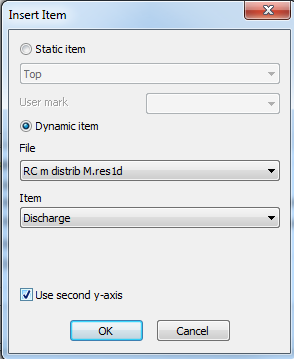 Insert Item
Static item
Top
User mark
Dynamic item
File
RC m distrib M.res1d
Item
Discharge
Use second y-axis
OK Cancel